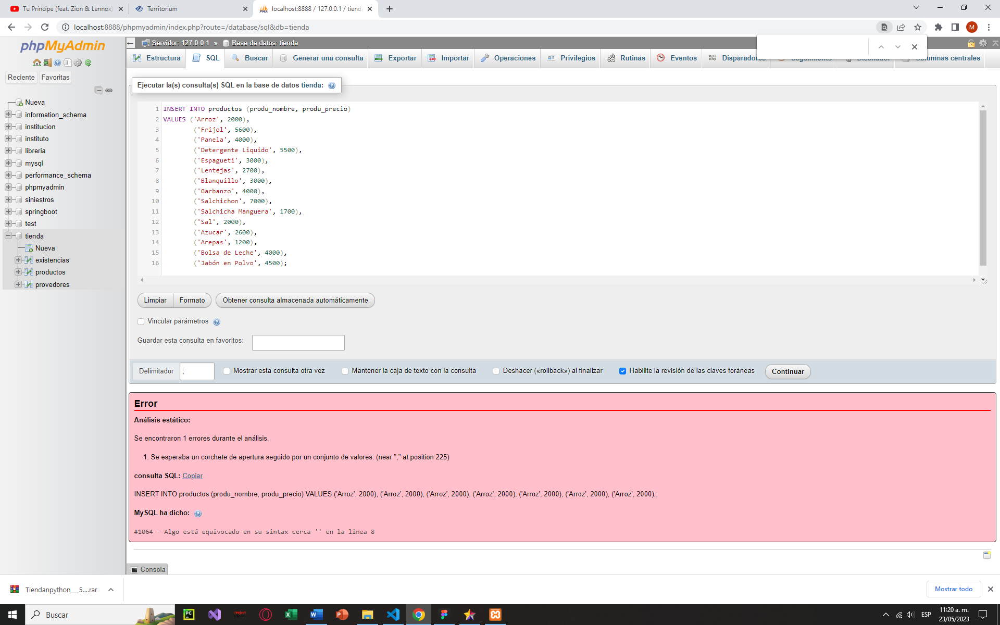 Tu Príncipe (feat. Zion & Lennox)
Territorium
localhost:8888 / 127.0.0.1 / tiend
localhost:8888/phpmyadmin/index.php?route=/database/sql&db=tienda
M
phpMyAdmin
Reciente
Favoritas
Nueva
information_schema
institucion
instituto
libreria
mysql
performance_schema
phpmyadmin
siniestros
springboot
test
tienda
Nueva
existencias
productos
provedores
Servidor: 127.0.0.1 » Base de datos: tienda
Estructura
SQL
Buscar
Generar una consulta
Exportar
Importar
Operaciones
Privilegios
Rutinas
Eventos
Disparadores
Seguimiento
Diseñador
Columnas centrales
Ejecutar la(s) consulta(s) SQL en la base de datos tienda:
1 INSERT INTO productos (produ_nombre, produ_precio)
2 VALUES ('Arroz', 2000),
3 ('Frijol', 5600),
4 ('Panela', 4000),
5 ('Detergente Liquido', 5500),
6 ('Espagueti', 3000),
7 ('Lentejas', 2700),
8 ('Blanquillo', 3000),
9 ('Garbanzo', 4000),
10 ('Salchichon', 7000),
11 ('Salchicha Manguera', 1700),
12 ('Sal', 2000),
13 ('Azucar', 2600),
14 ('Arepas', 1200),
15 ('Bolsa de Leche', 4000),
16 ('Jabón en Polvo', 4500);
Limpiar
Formato
Obtener consulta almacenada automáticamente
Vincular parámetros
Guardar esta consulta en favoritos:
Delimitador ;
Mostrar esta consulta otra vez
Mantener la caja de texto con la consulta
Deshacer («rollback») al finalizar
Habilite la revisión de las claves foráneas
Continuar
Error
Análisis estático:
Se encontraron 1 errores durante el análisis.
1. Se esperaba un corchete de apertura seguido por un conjunto de valores. (near ";" at position 225)
consulta SQL: Copiar
INSERT INTO productos (produ_nombre, produ_precio) VALUES ('Arroz', 2000), ('Arroz', 2000), ('Arroz', 2000), ('Arroz', 2000), ('Arroz', 2000), ('Arroz', 2000), ('Arroz', 2000),;
MySQL ha dicho:
#1064 - Algo está equivocado en su sintax cerca '' en la linea 8
Consola
Tiendanpython___5....rar
Mostrar todo
Buscar
ESP
11:20 a. m.
23/05/2023